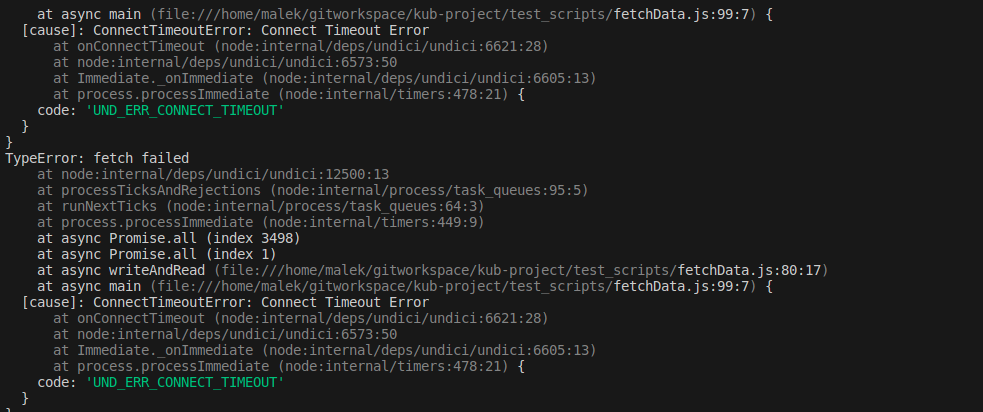 at async main (file:///home/malek/gitworkspace/kub-project/test_scripts/fetchData.js:99:7) {
  [cause]: ConnectTimeoutError: Connect Timeout Error
      at onConnectTimeout (node:internal/deps/undici/undici:6621:28)
      at node:internal/deps/undici/undici:6573:50
      at Immediate._onImmediate (node:internal/deps/undici/undici:6605:13)
      at process.processImmediate (node:internal/timers:478:21) {
    code: 'UND_ERR_CONNECT_TIMEOUT'
  }
}
TypeError: fetch failed
    at node:internal/deps/undici/undici:12500:13
    at processTicksAndRejections (node:internal/process/task_queues:95:5)
    at runNextTicks (node:internal/process/task_queues:64:3)
    at process.processImmediate (node:internal/timers:449:9)
    at async Promise.all (index 3498)
    at async Promise.all (index 1)
    at async writeAndRead (file:///home/malek/gitworkspace/kub-project/test_scripts/fetchData.js:80:17)
    at async main (file:///home/malek/gitworkspace/kub-project/test_scripts/fetchData.js:99:7) {
  [cause]: ConnectTimeoutError: Connect Timeout Error
      at onConnectTimeout (node:internal/deps/undici/undici:6621:28)
      at node:internal/deps/undici/undici:6573:50
      at Immediate._onImmediate (node:internal/deps/undici/undici:6605:13)
      at process.processImmediate (node:internal/timers:478:21) {
    code: 'UND_ERR_CONNECT_TIMEOUT'
  }
}